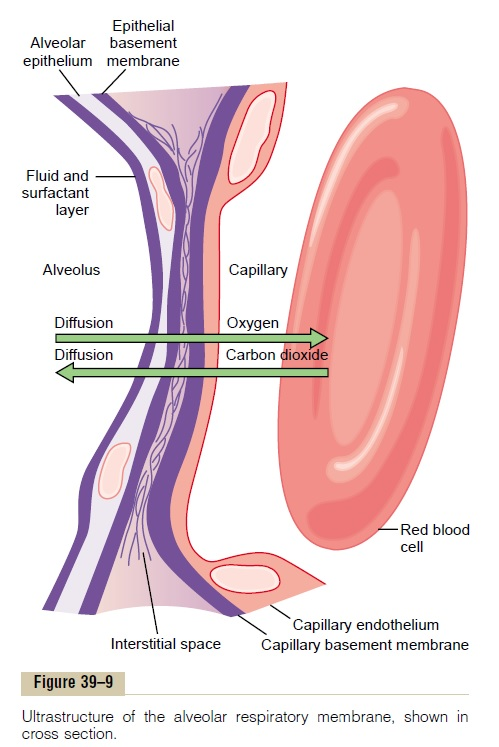 Epithelial
basement
membrane
Alveolar
epithelium
Fluid and
surfactant
layer
Alveolus
Capillary
Diffusion
Oxygen
Diffusion
Carbon dioxide
Red blood
cell
Interstitial space
Capillary endothelium
Capillary basement membrane
Figure 39–9
Ultrastructure of the alveolar respiratory membrane, shown in
cross section.